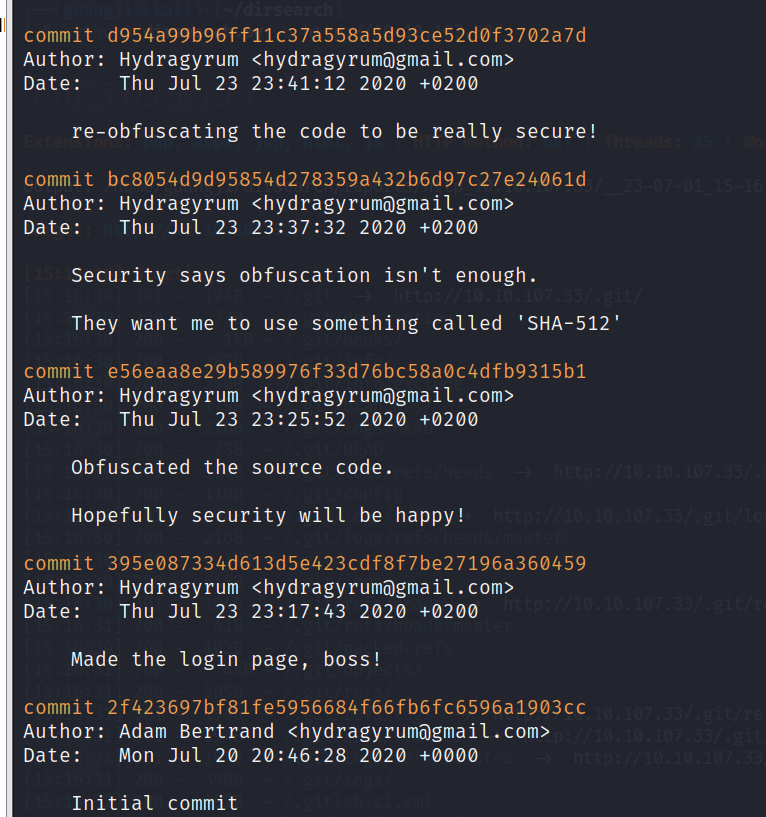 commit d954a99b96ff11c37a558a5d93ce52d0f3702a7d
Author: Hydragyrum <hydragyrum@gmail.com>
Date:   Thu Jul 23 23:41:12 2020 +0200
re-obfuscating the code to be really secure!
commit bc8054d9d95854d278359a432b6d97c27e24061d
Author: Hydragyrum <hydragyrum@gmail.com>
Date:   Thu Jul 23 23:37:32 2020 +0200
Security says obfuscation isn't enough.
They want me to use something called 'SHA-512'
commit e56eaa8e29b589976f33d76bc58a0c4dfb9315b1
Author: Hydragyrum <hydragyrum@gmail.com>
Date:   Thu Jul 23 23:25:52 2020 +0200
Obfuscated the source code.
Hopefully security will be happy!
commit 395e087334d613d5e423cdf8f7be27196a360459
Author: Hydragyrum <hydragyrum@gmail.com>
Date:   Thu Jul 23 23:17:43 2020 +0200
Made the login page, boss!
commit 2f423697bf81fe5956684f66fb6fc6596a1903cc
Author: Adam Bertrand <hydragyrum@gmail.com>
Date:   Mon Jul 20 20:46:28 2020 +0000
Initial commit